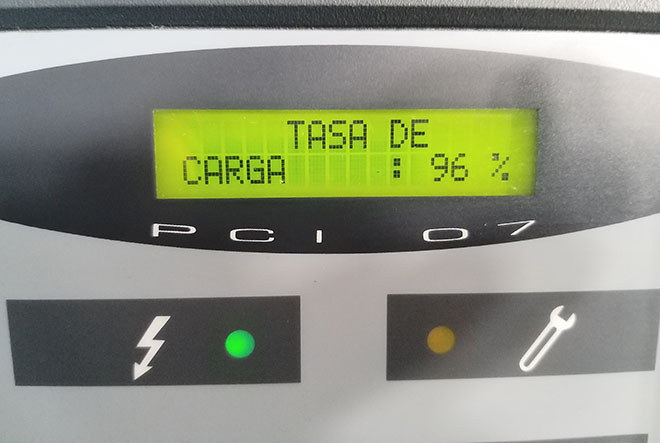 TASA DE
CARGA : 96 %
PCI 07